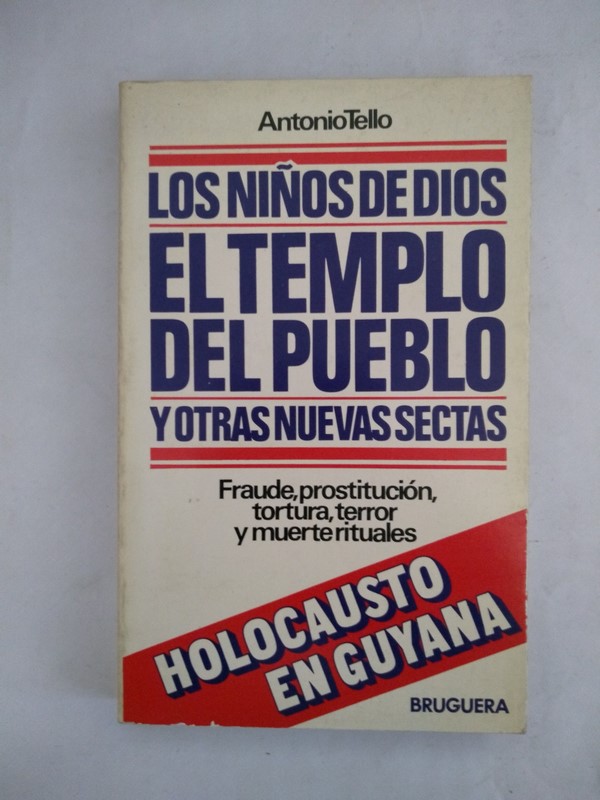 AntonioTello
LOS NIÑOS DE DIOS
EL TEMPLO
DEL PUEBLO
Y OTRAS NUEVAS SECTAS
Fraude, prostitución,
tortura, terror
y muerte rituales
HOLOCAUSTO
EN GUYANA
BRUGUERA